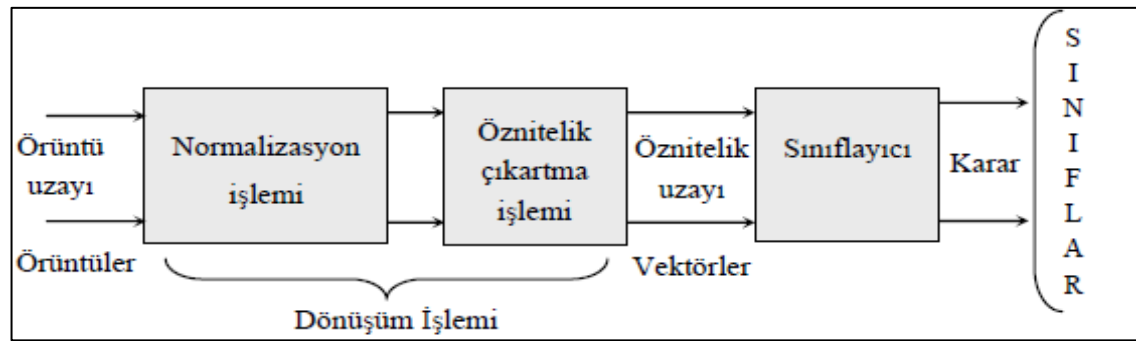 Örüntü
uzayı
Örüntüler
Normalizasyon
işlemi
Öznitelik
çıkartma
işlemi
Dönüşüm İşlemi
Öznitelik
uzayı
Vektörler
Sınıflayıcı
Karar
S
I
N
I
F
L
A
R